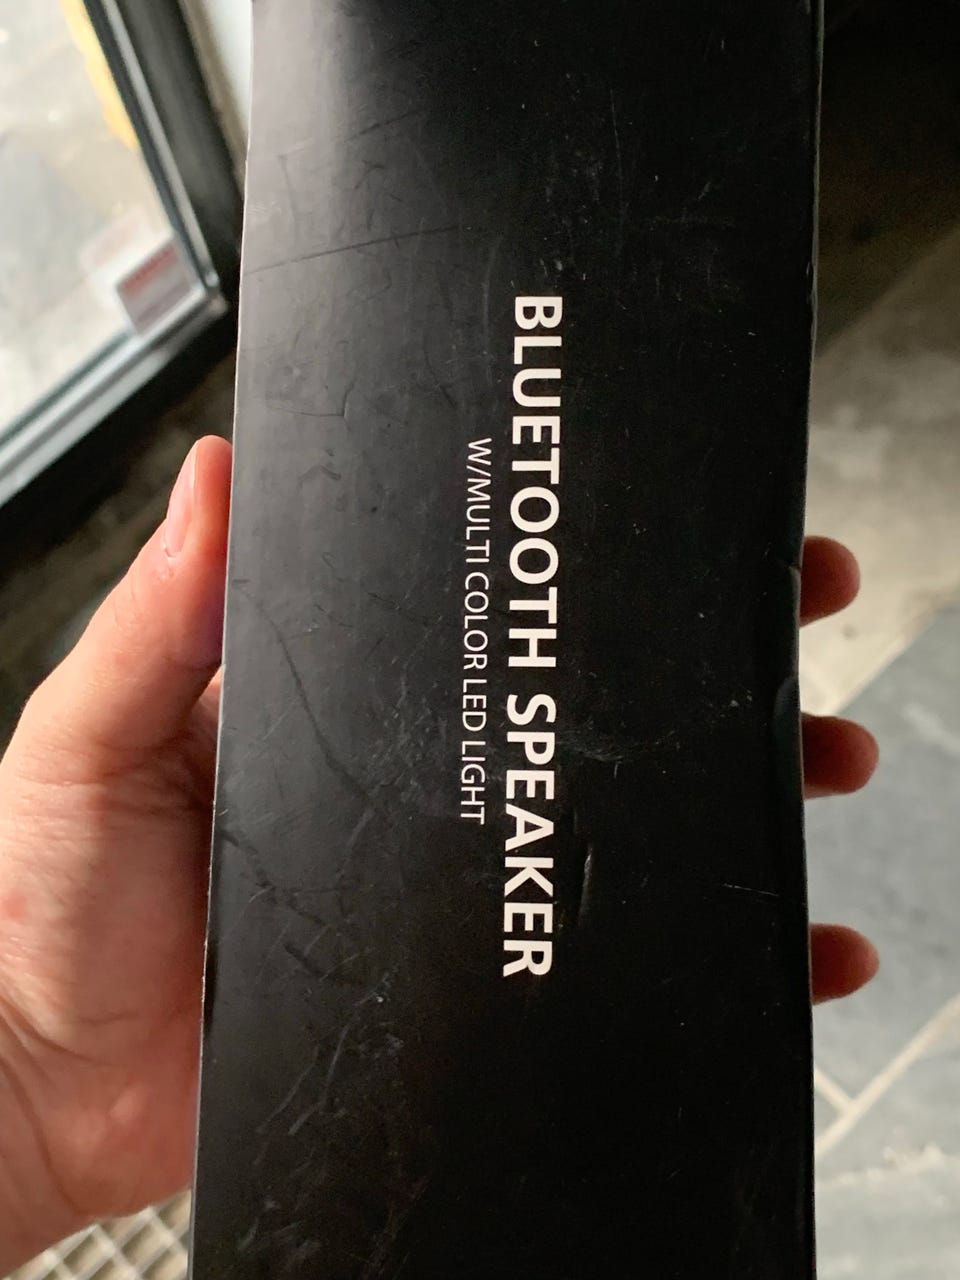 BLUETOOTH SPEAKER
W/MULTI COLOR LED LIGHT